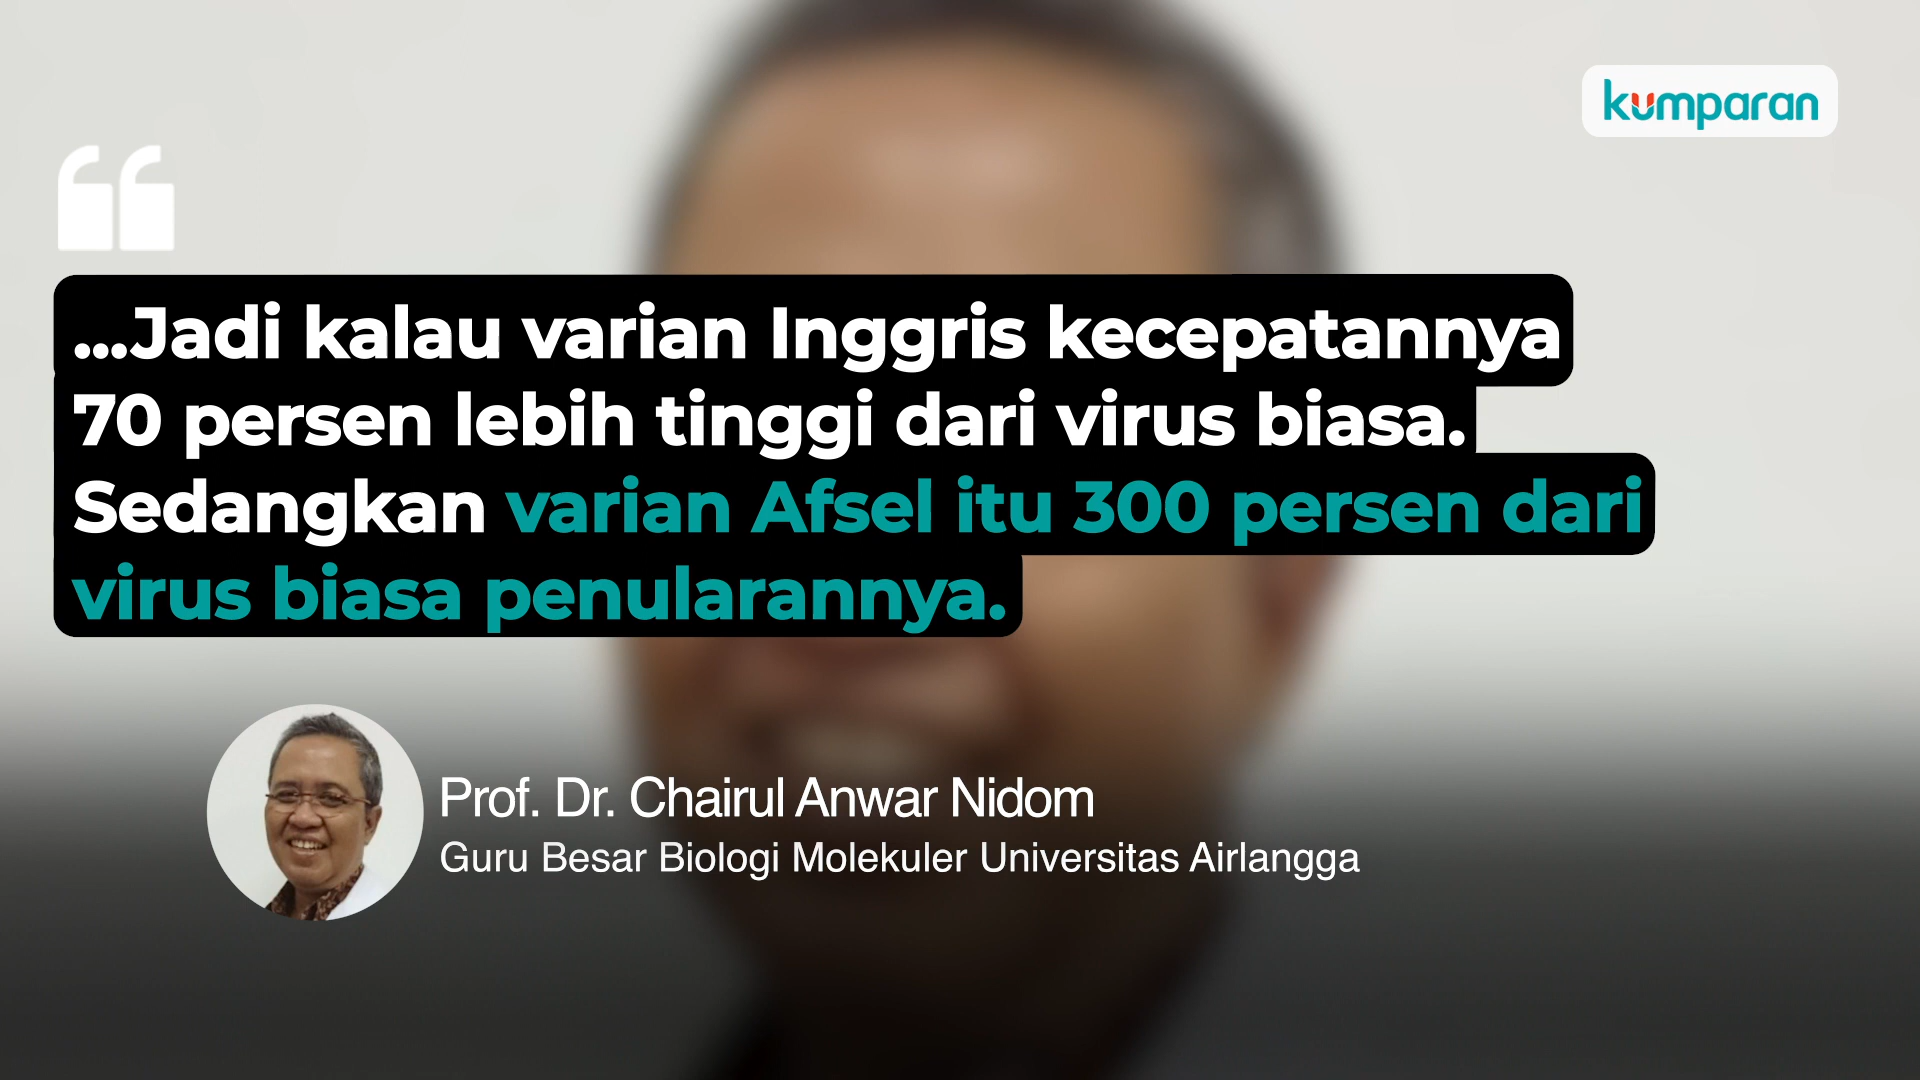 kumparan
“
...Jadi kalau varian Inggris kecepatannya
70 persen lebih tinggi dari virus biasa.
Sedangkan varian Afsel itu 300 persen dari
virus biasa penularannya.
Prof. Dr. Chairul Anwar Nidom
Guru Besar Biologi Molekuler Universitas Airlangga